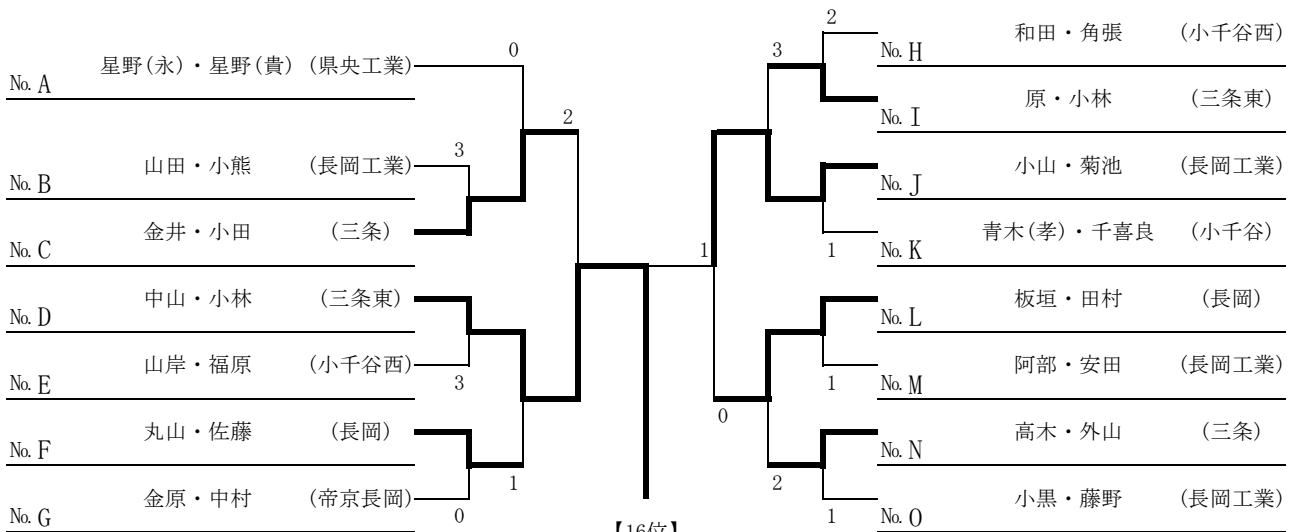 No. A 星野(永)・星野(貴) (県央工業) 0
No. B 山田・小熊 (長岡工業) 3
2
No. C 金井・小田 (三条)
No. D 中山・小林 (三条東)
No. E 山岸・福原 (小千谷西) 3
No. F 丸山・佐藤 (長岡)
1
No. G 金原・中村 (帝京長岡) 0
2 和田・角張 (小千谷西) No. H
3
原・小林 (三条東) No. I
小山・菊池 (長岡工業) No. J
1 青木(孝)・千喜良 (小千谷) No. K
1
板垣・田村 (長岡) No. L
1 阿部・安田 (長岡工業) No. M
0
高木・外山 (三条) No. N
2
1 小黒・藤野 (長岡工業) No. O
【16位】